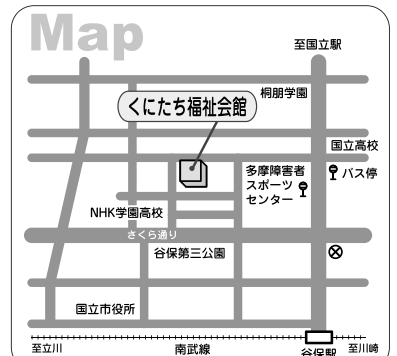 Map
至国立駅
桐朋学園
くにたち福祉会館
国立高校
多摩障害者
スポーツ
センター
バス停
NHK学園高校
さくら通り
谷保第三公園
国立市役所
至立川
南武線
谷保駅
至川崎